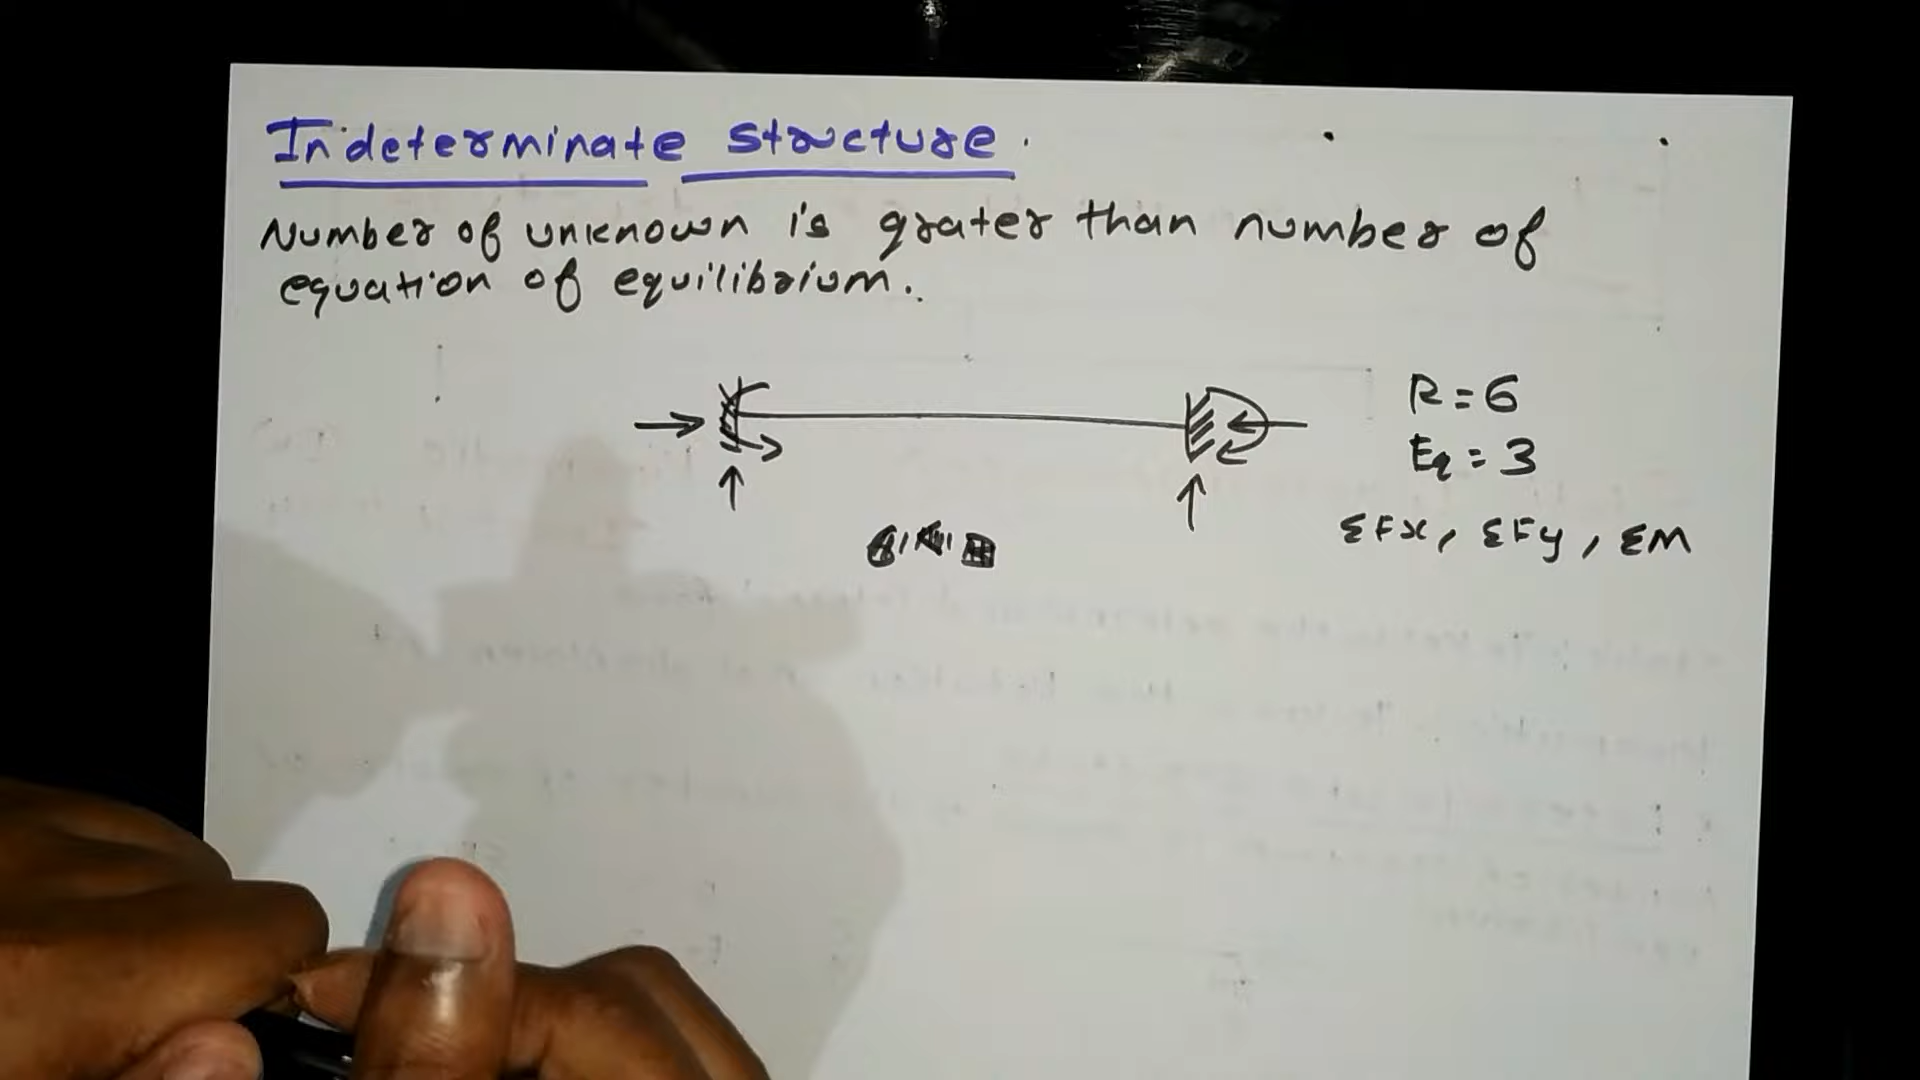 Indeterminate Structure.
Number of unknown is grater than number of
equation of equilibrium.
R = 6
Eq = 3
ΣFx, ΣFy, ΣM